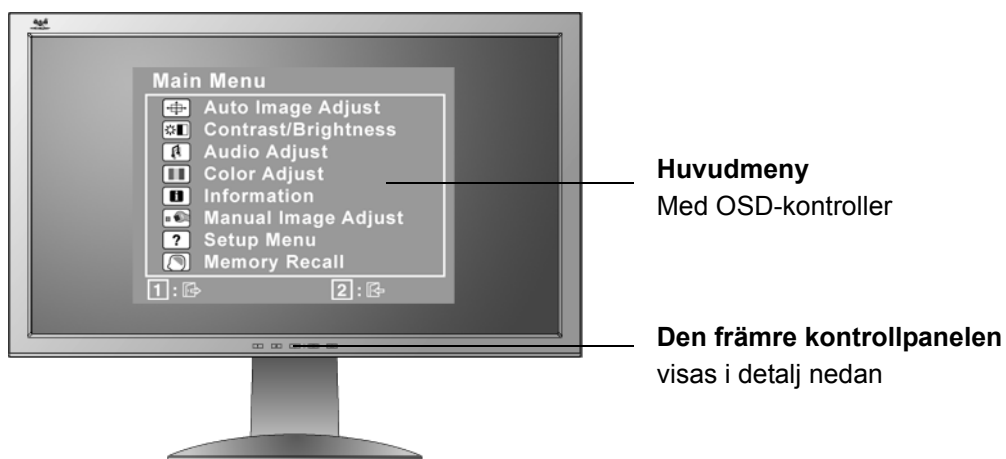 Main Menu
Auto Image Adjust
Contrast/Brightness
Audio Adjust
Color Adjust
Information
Manual Image Adjust
? Setup Menu
Memory Recall
1 :
2 :
Huvudmeny
Med OSD-kontroller
Den främre kontrollpanelen
visas i detalj nedan